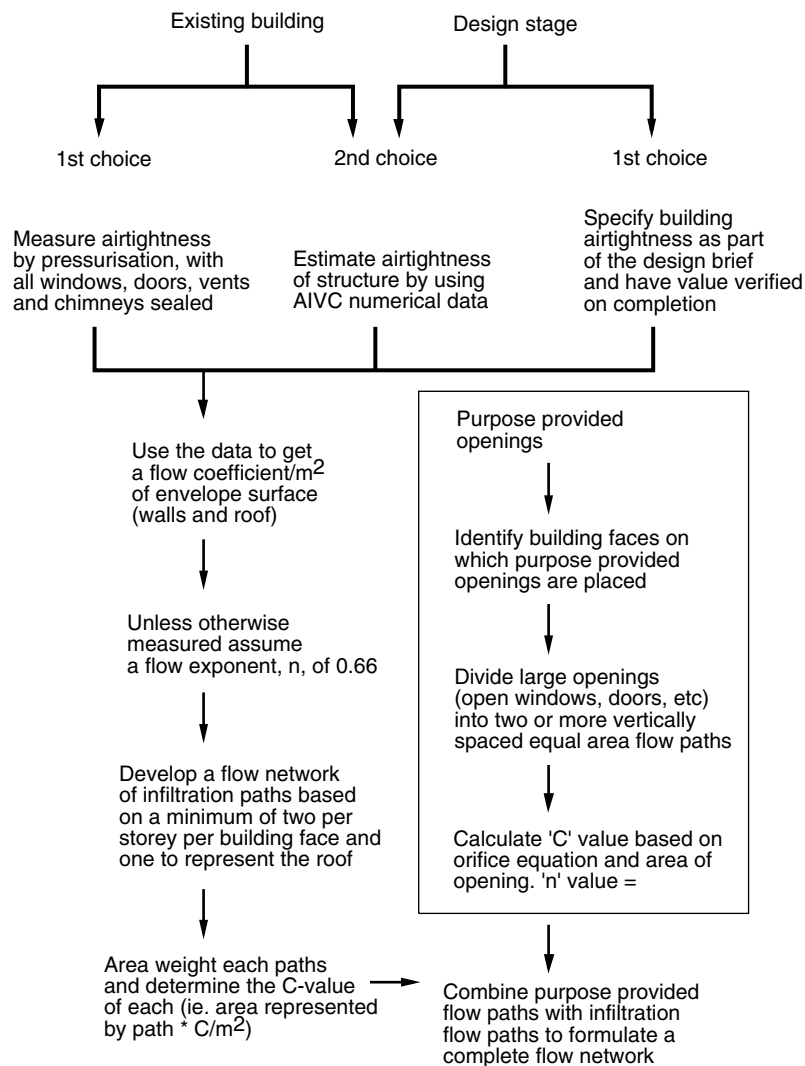 Existing building
Design stage
1st choice
2nd choice
1st choice
Measure airtightness
by pressurisation, with
all windows, doors, vents
and chimneys sealed
Estimate airtightness
of structure by using
AIVC numerical data
Specify building
airtightness as part
of the design brief
and have value verified
on completion
Use the data to get
a flow coefficient/m²
of envelope surface
(walls and roof)
Unless otherwise
measured assume
a flow exponent, n, of 0.66
Develop a flow network
of infiltration paths based
on a minimum of two per
storey per building face and
one to represent the roof
Area weight each paths
and determine the C-value
of each (ie. area represented
by path * C/m²)
Purpose provided
openings
Identify building faces on
which purpose provided
openings are placed
Divide large openings
(open windows, doors, etc)
into two or more vertically
spaced equal area flow paths
Calculate 'C' value based on
orifice equation and area of
opening. 'n' value =
Combine purpose provided
flow paths with infiltration
flow paths to formulate a
complete flow network